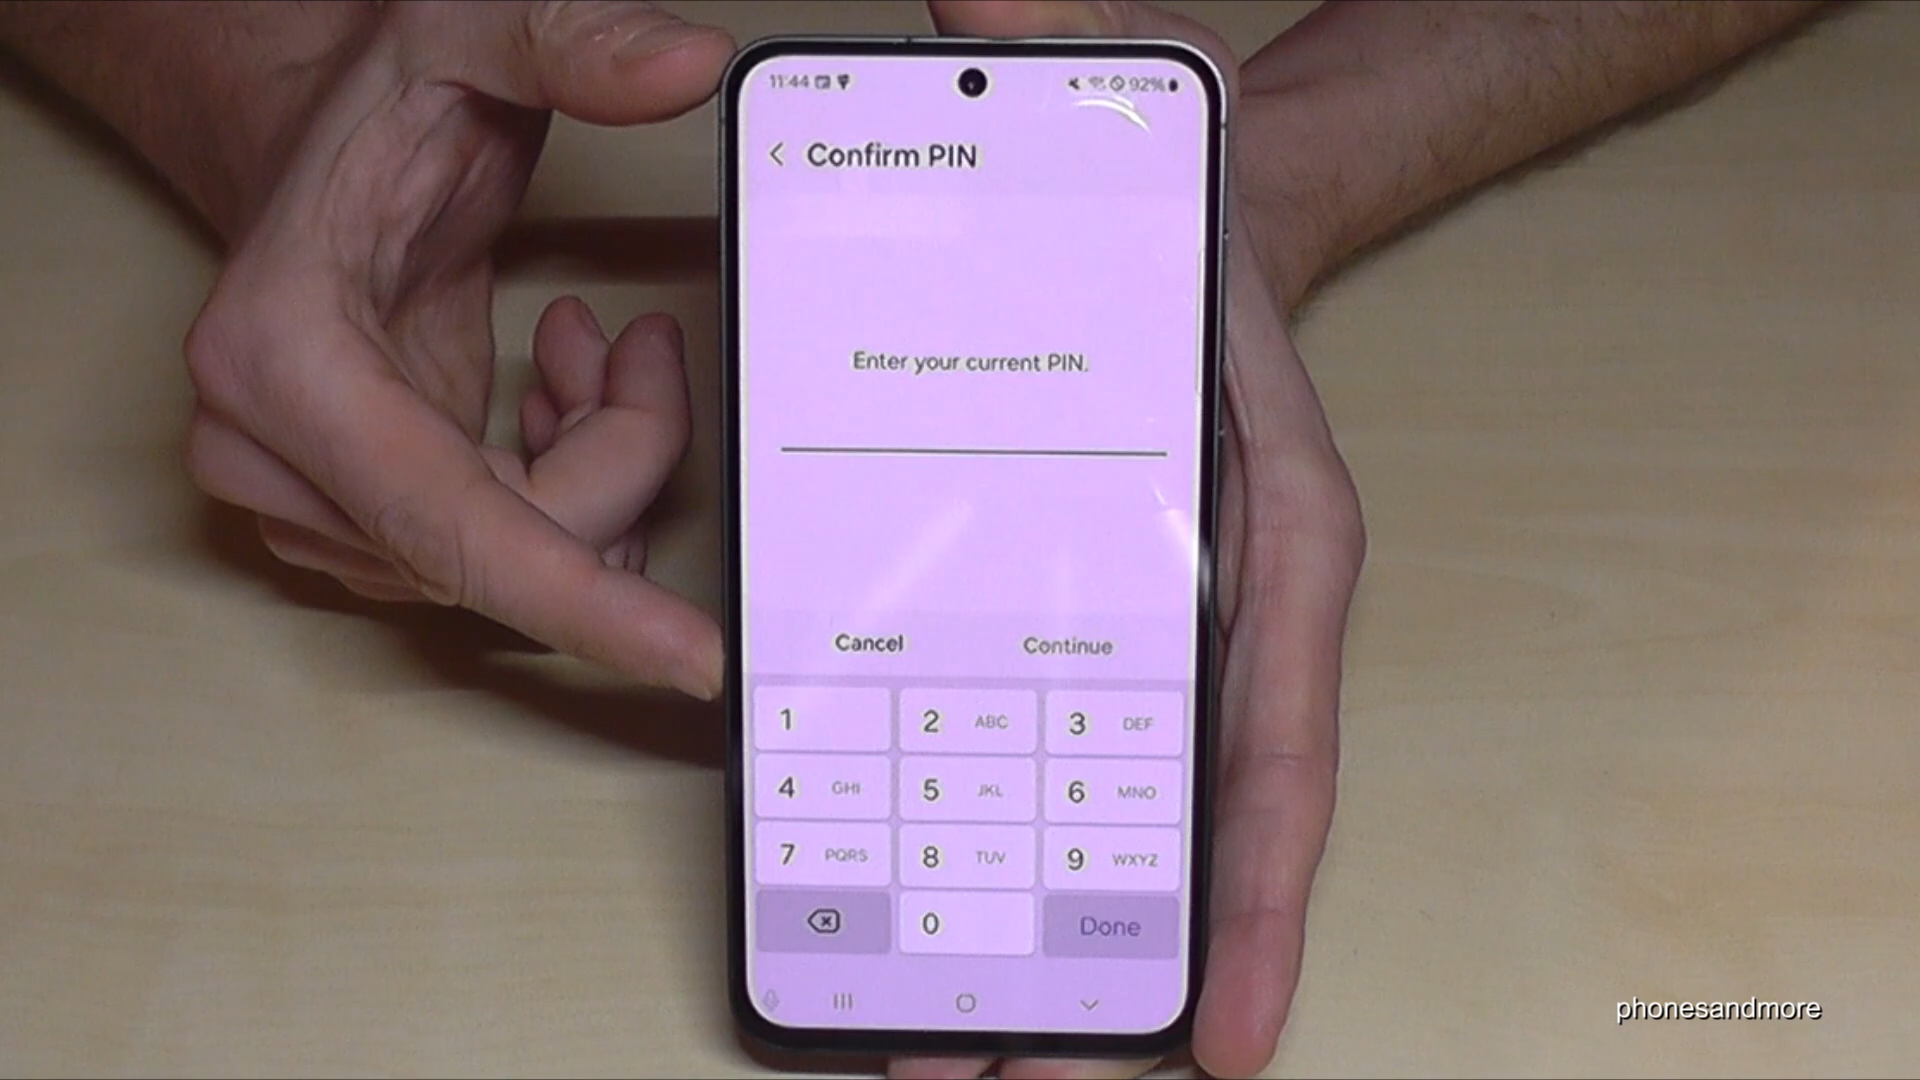 11:44 92%
Confirm PIN
Enter your current PIN.
Cancel Continue
1 2 ABC 3 DEF
4 GHI 5 JKL 6 MNO
7 PQRS 8 TUV 9 WXYZ
0 Done
phonesandmore